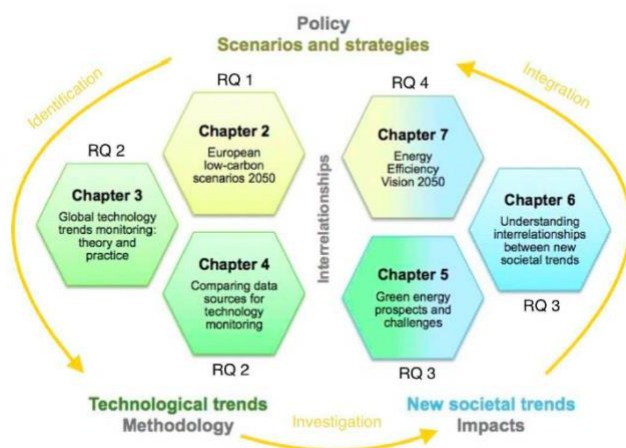 Policy
Scenarios and strategies
Identification
Integration
RQ 1
Chapter 2
European
low-carbon
scenarios 2050
RQ 2
Chapter 3
Global technology
trends monitoring:
theory and
practice
Chapter 4
Comparing data
sources for
technology
monitoring
RQ 2
Interrelationships
RQ 4
Chapter 7
Energy
Efficiency
Vision 2050
Chapter 6
Understanding
interrelationships
between new
societal trends
RQ 3
Chapter 5
Green energy
prospects and
challenges
RQ 3
Technological trends
Methodology
Investigation
New societal trends
Impacts